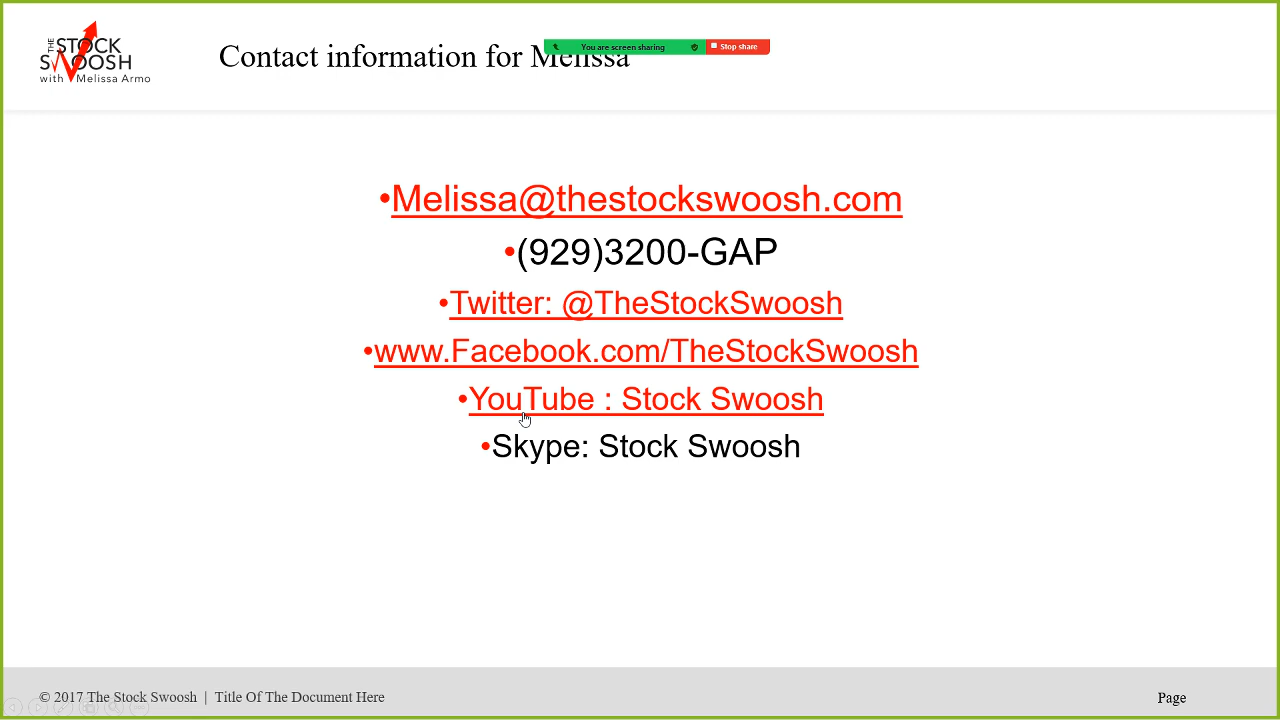 THE
STOCK
SWOOSH
with Melissa Armo
Contact information for Melissa
You are screen sharing
Stop share
•Melissa@thestockswoosh.com
•(929)3200-GAP
•Twitter: @TheStockSwoosh
•www.Facebook.com/TheStockSwoosh
•YouTube : Stock Swoosh
•Skype: Stock Swoosh
© 2017 The Stock Swoosh | Title Of The Document Here
Page